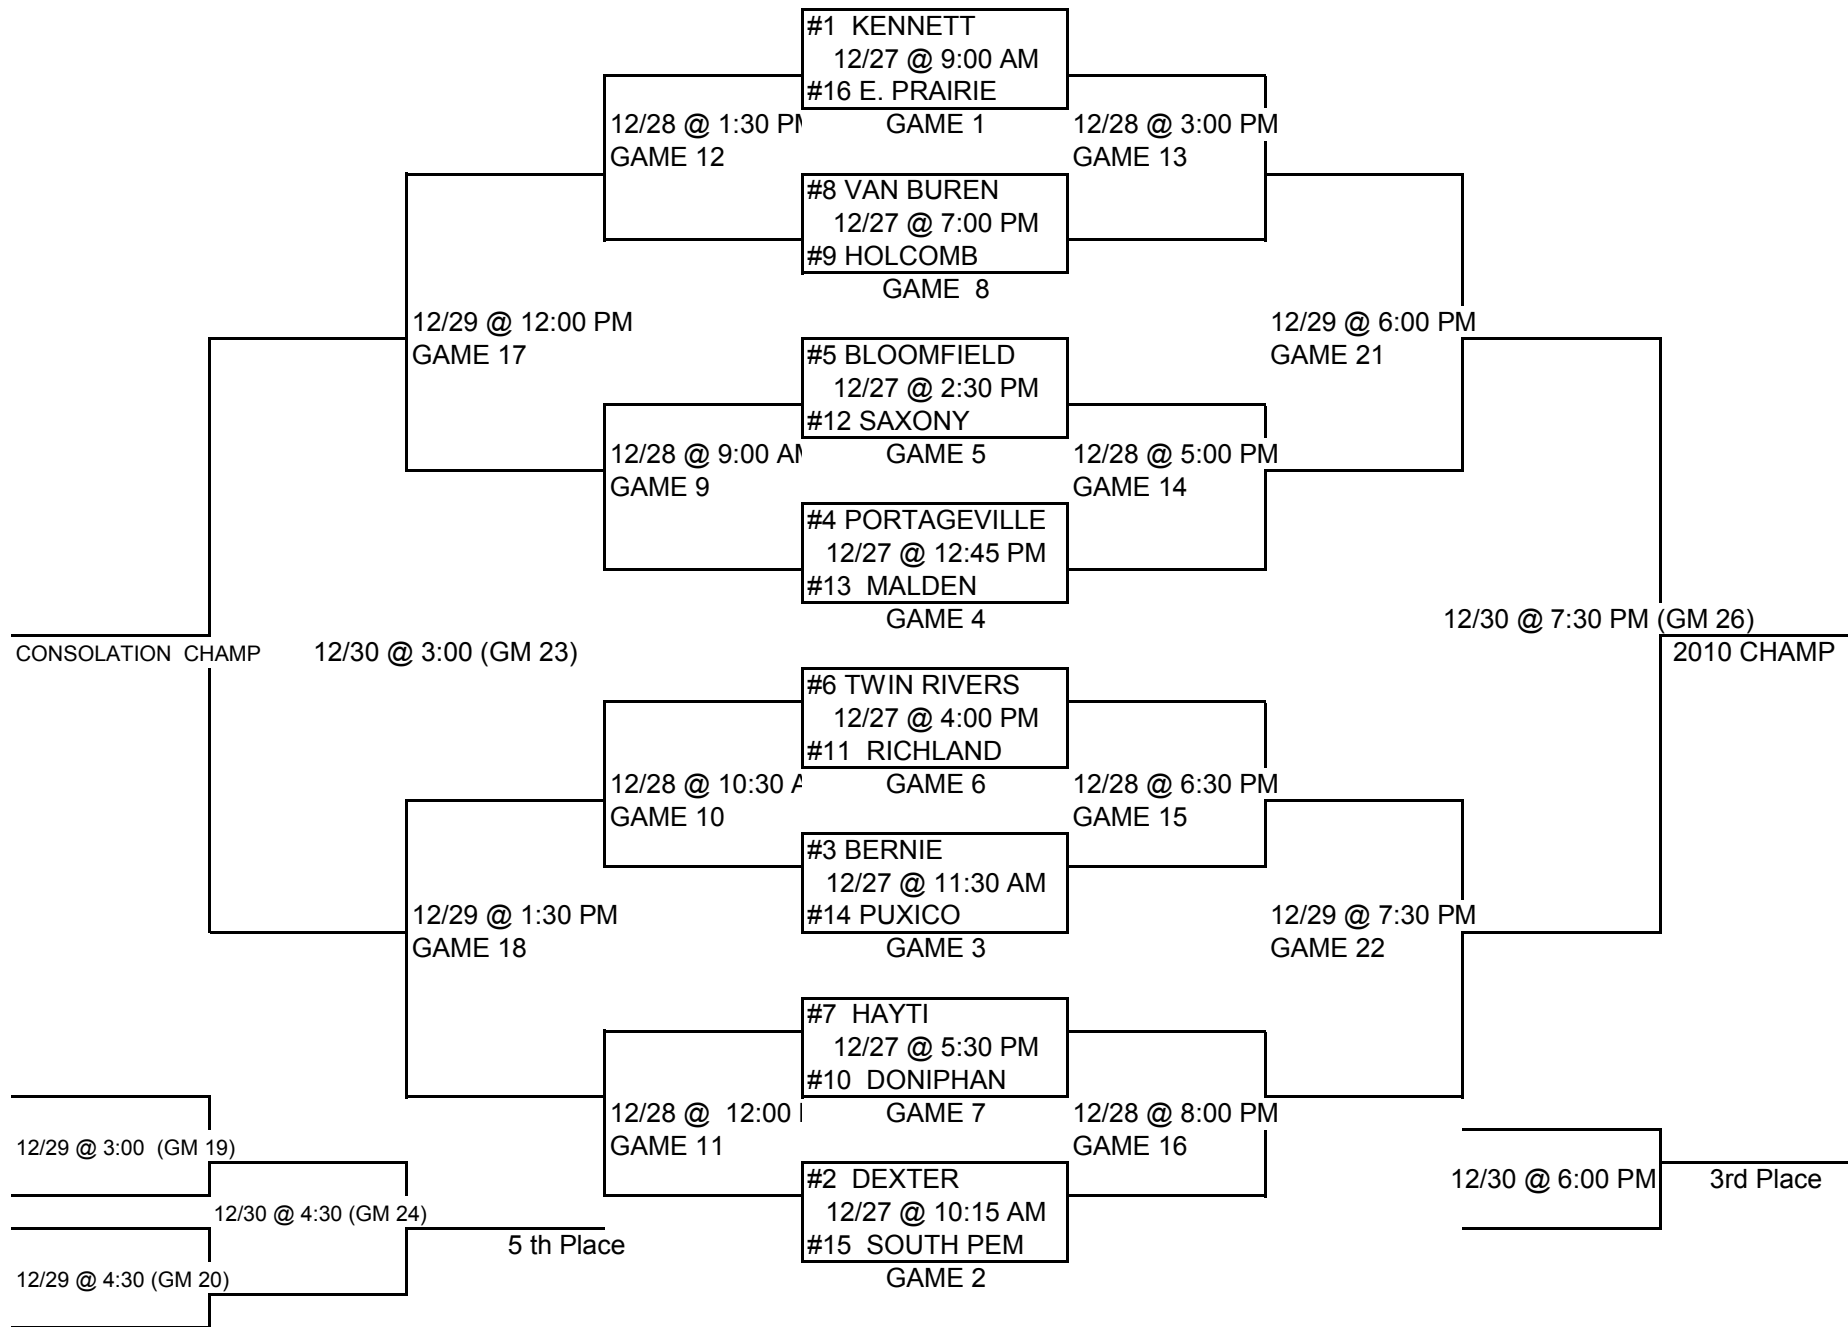 #1 KENNETT
12/27 @ 9:00 AM
#16 E. PRAIRIE
GAME 1
12/28 @ 1:30 PM
GAME 12
12/28 @ 3:00 PM
GAME 13
#8 VAN BUREN
12/27 @ 7:00 PM
#9 HOLCOMB
GAME 8
12/29 @ 12:00 PM
GAME 17
12/29 @ 6:00 PM
GAME 21
#5 BLOOMFIELD
12/27 @ 2:30 PM
#12 SAXONY
GAME 5
12/28 @ 9:00 AM
GAME 9
12/28 @ 5:00 PM
GAME 14
#4 PORTAGEVILLE
12/27 @ 12:45 PM
#13 MALDEN
GAME 4
CONSOLATION CHAMP
12/30 @ 3:00 (GM 23)
12/30 @ 7:30 PM (GM 26)
2010 CHAMP
#6 TWIN RIVERS
12/27 @ 4:00 PM
#11 RICHLAND
GAME 6
12/28 @ 10:30 A
GAME 10
12/28 @ 6:30 PM
GAME 15
#3 BERNIE
12/27 @ 11:30 AM
#14 PUXICO
GAME 3
12/29 @ 1:30 PM
GAME 18
12/29 @ 7:30 PM
GAME 22
#7 HAYTI
12/27 @ 5:30 PM
#10 DONIPHAN
GAME 7
12/28 @ 12:00
GAME 11
12/28 @ 8:00 PM
GAME 16
#2 DEXTER
12/27 @ 10:15 AM
#15 SOUTH PEM
GAME 2
12/29 @ 3:00 (GM 19)
12/30 @ 4:30 (GM 24)
5 th Place
12/29 @ 4:30 (GM 20)
12/30 @ 6:00 PM
3rd Place